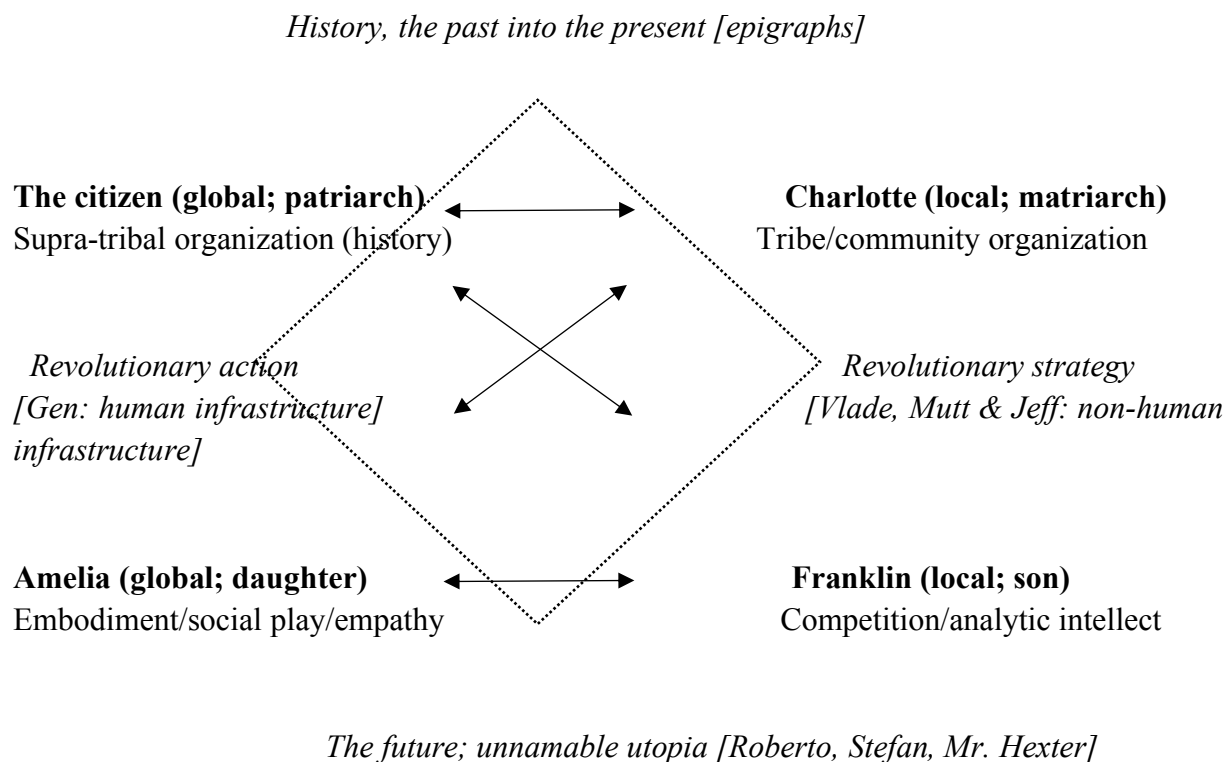 History, the past into the present [epigraphs]
The citizen (global; patriarch) Charlotte (local; matriarch)
Supra-tribal organization (history) Tribe/community organization
Revolutionary action Revolutionary strategy
[Gen: human infrastructure] [Vlade, Mutt & Jeff: non-human
infrastructure]
Amelia (global; daughter) Franklin (local; son)
Embodiment/social play/empathy Competition/analytic intellect
The future; unnamable utopia [Roberto, Stefan, Mr. Hexter]